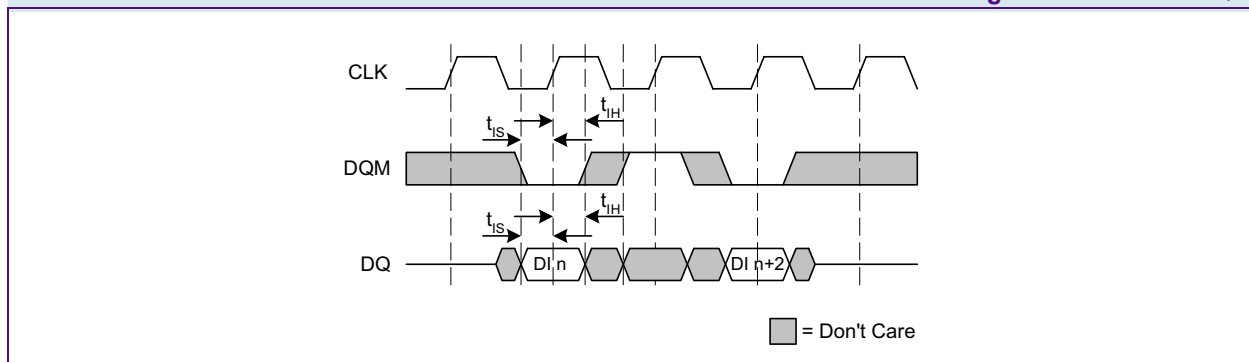 CLK
t_IH
t_IS
DQM
t_IH
t_IS
DQ
DI n
DI n+2
= Don't Care